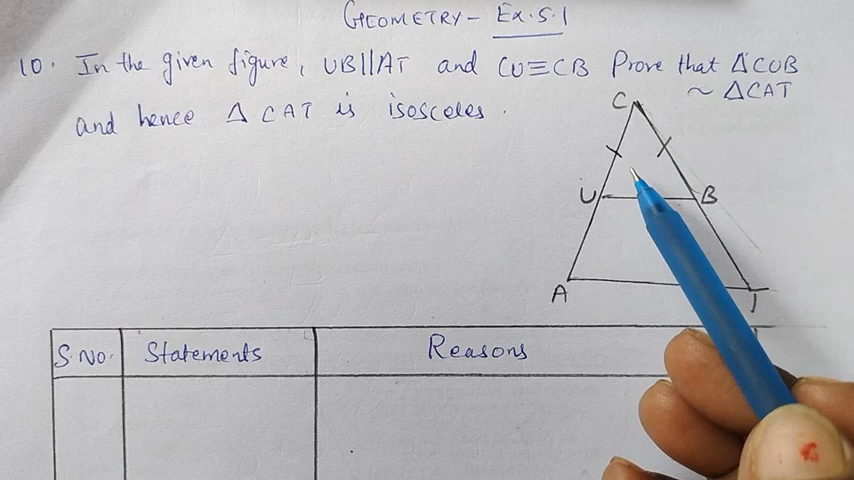 GEOMETRY - Ex.5.1
10. In the given figure, UB||AT and CU≡CB Prove that ΔCUB
~ ΔCAT
and hence Δ CAT is isosceles.
C
U B
A T
S.No. Statements Reasons